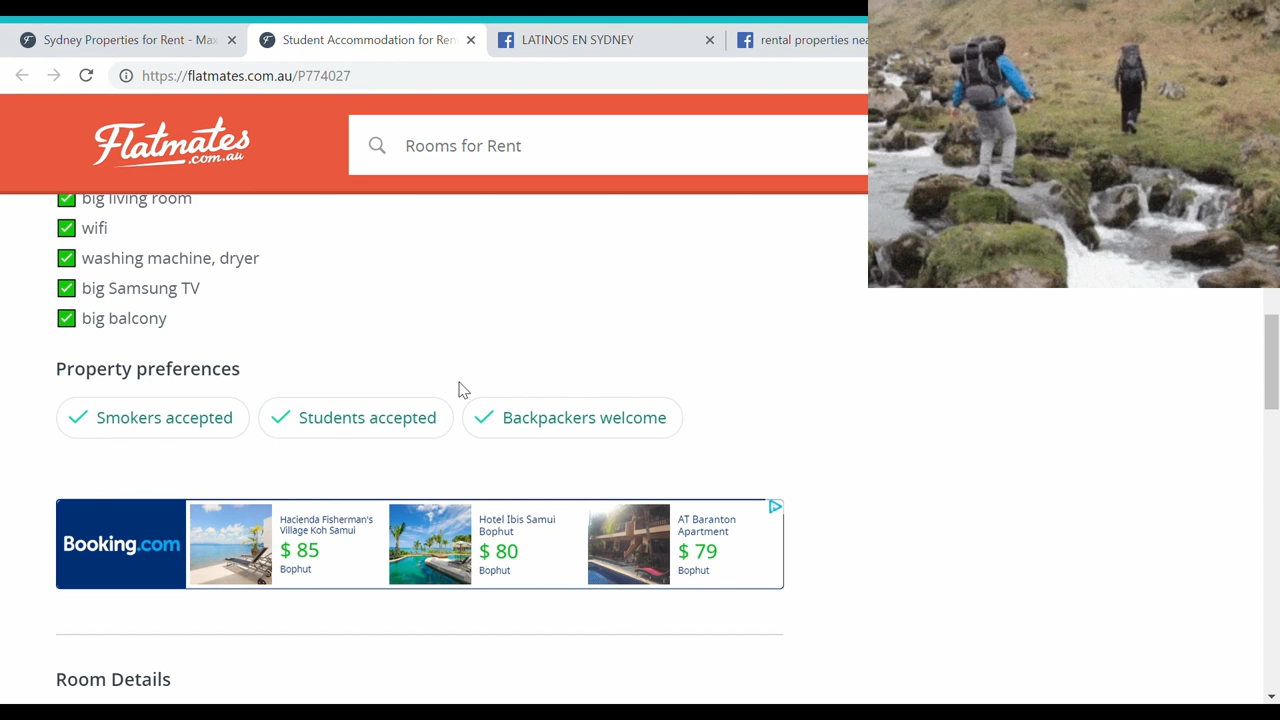 Sydney Properties for Rent - Max
Student Accommodation for Ren
LATINOS EN SYDNEY
rental properties nea
https://flatmates.com.au/P774027
Flatmates
.com.au
Rooms for Rent
big living room
wifi
washing machine, dryer
big Samsung TV
big balcony
Property preferences
Smokers accepted
Students accepted
Backpackers welcome
Booking.com
Hacienda Fisherman's
Village Koh Samui
$ 85
Bophut
Hotel Ibis Samui
Bophut
$ 80
Bophut
AT Baranton
Apartment
$ 79
Bophut
Room Details